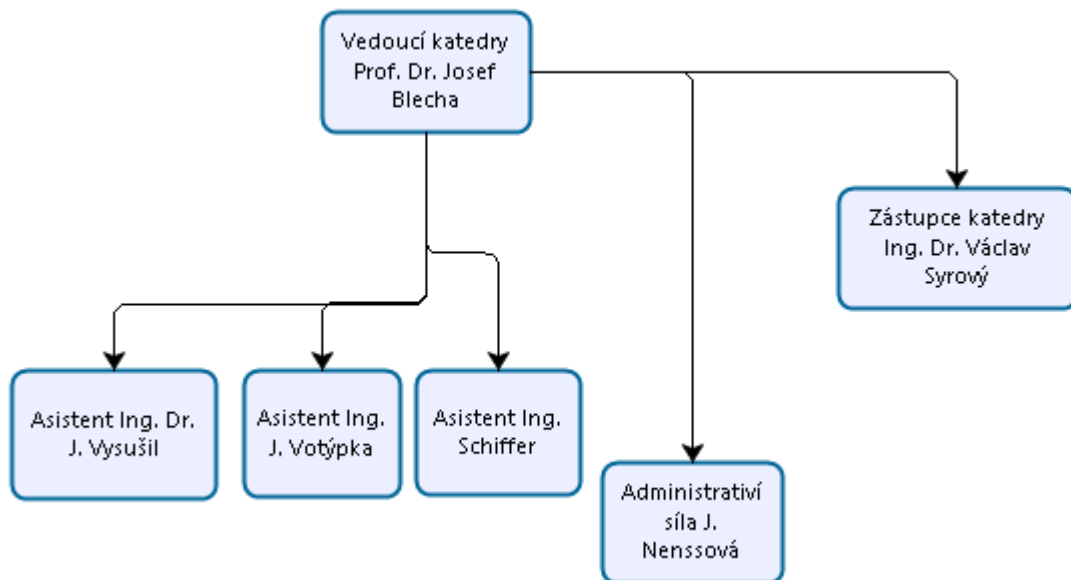 Vedoucí katedry
Prof. Dr. Josef
Blecha
Zástupce katedry
Ing. Dr. Václav
Syrový
Asistent Ing. Dr.
J. Vysušil
Asistent Ing.
J. Votýpka
Asistent Ing.
Schiffer
Administrativí
síla J.
Nenssová